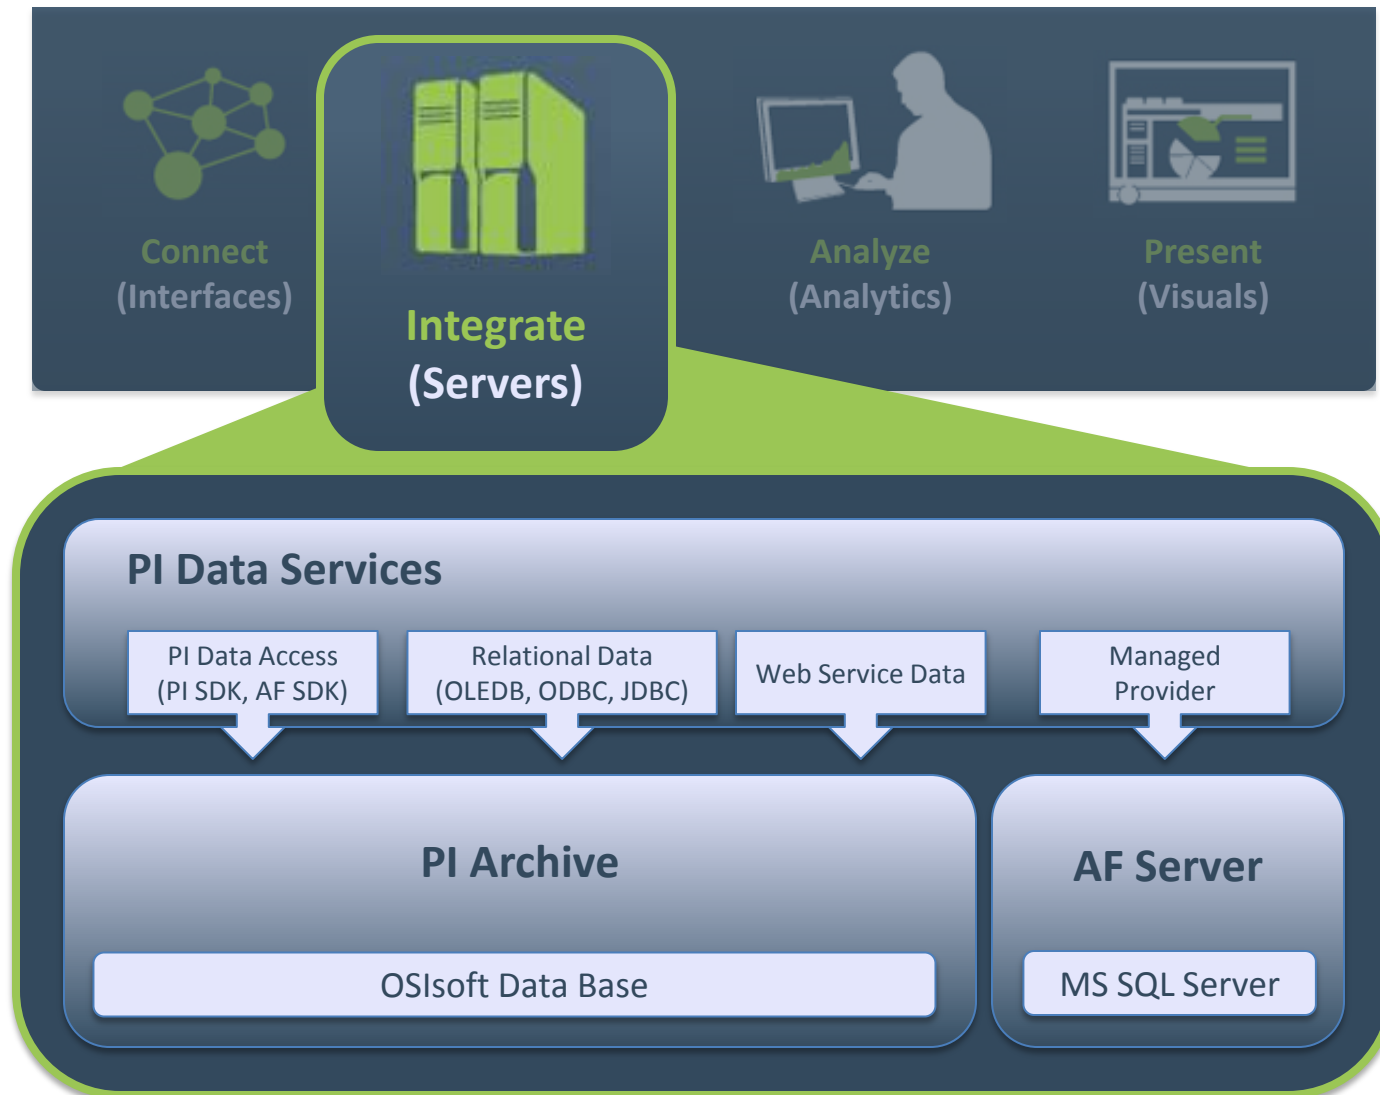 Connect
(Interfaces)
Integrate
(Servers)
Analyze
(Analytics)
Present
(Visuals)
PI Data Services
PI Data Access
(PI SDK, AF SDK)
Relational Data
(OLEDB, ODBC, JDBC)
Web Service Data
Managed
Provider
PI Archive
OSIsoft Data Base
AF Server
MS SQL Server